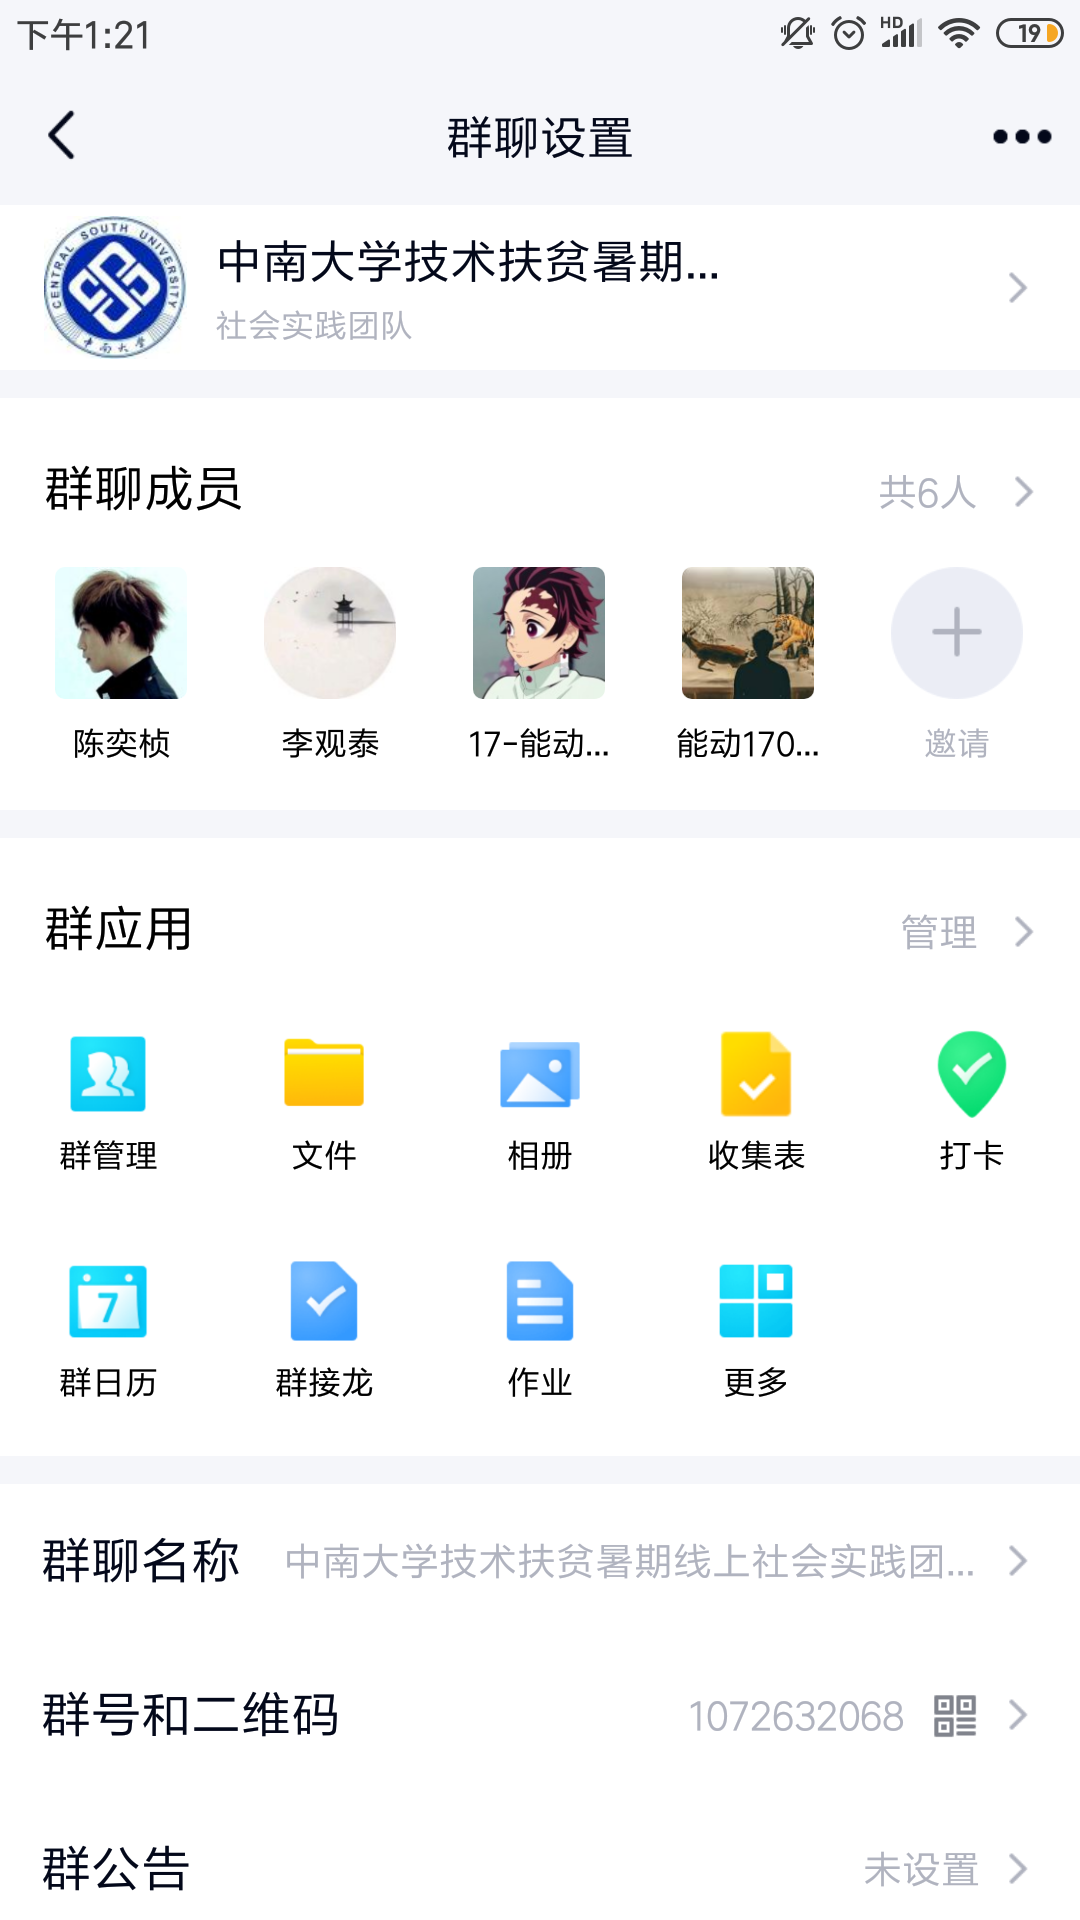 下午1:21
HD
19
群聊设置
CENTRAL SOUTH UNIVERSITY
中南大学
中南大学技术扶贫暑期...
社会实践团队
群聊成员
共6人
陈奕桢
李观泰
17-能动...
能动170...
邀请
群应用
管理
群管理
文件
相册
收集表
打卡
7
群日历
群接龙
作业
更多
群聊名称
中南大学技术扶贫暑期线上社会实践团...
群号和二维码
1072632068
群公告
未设置